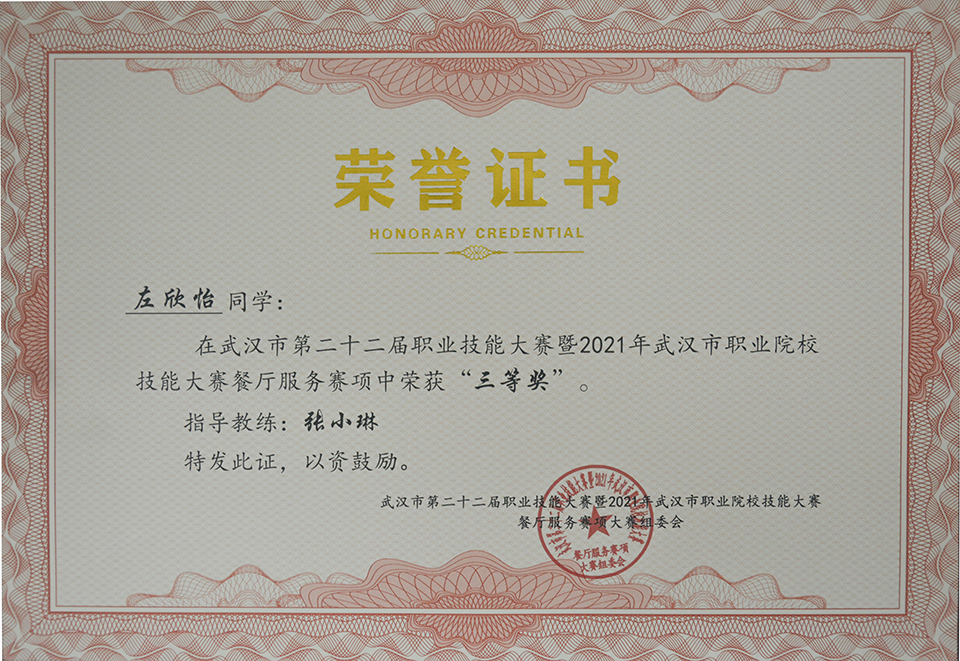 荣誉证书
HONORARY CREDENTIAL
左欣怡 同学：
在武汉市第二十二届职业技能大赛暨2021年武汉市职业院校
技能大赛餐厅服务赛项中荣获“三等奖”。
指导教练：张小琳
特发此证，以资鼓励。
武汉市第二十二届职业技能大赛暨2021年武汉市职业院校技能大赛
餐厅服务赛项大赛组委会
餐厅服务赛项
大赛组委会